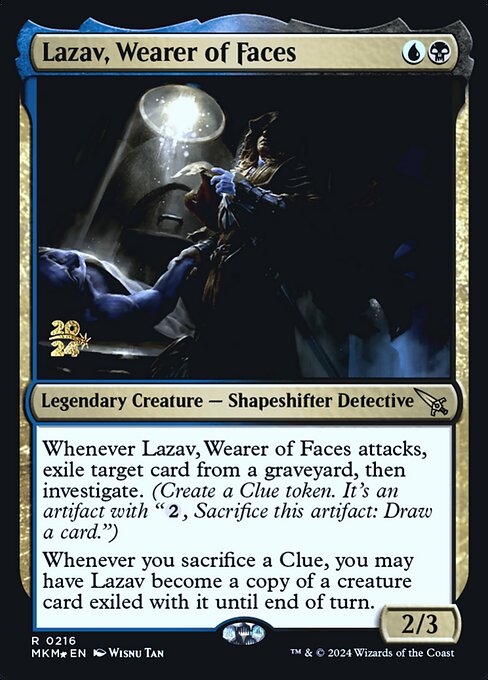 Lazav, Wearer of Faces
2024
Legendary Creature — Shapeshifter Detective
Whenever Lazav, Wearer of Faces attacks,
exile target card from a graveyard, then
investigate. (Create a Clue token. It's an
artifact with “2, Sacrifice this artifact: Draw
a card.”)
Whenever you sacrifice a Clue, you may
have Lazav become a copy of a creature
card exiled with it until end of turn.
2/3
R 0216
MKM★EN Wisnu Tan
™ & © 2024 Wizards of the Coast